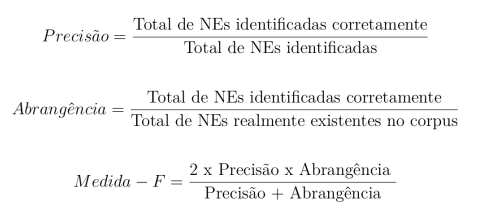 Precisão = Total de NEs identificadas corretamente / Total de NEs identificadas
Abrangência = Total de NEs identificadas corretamente / Total de NEs realmente existentes no corpus
Medida − F = 2 x Precisão x Abrangência / Precisão + Abrangência